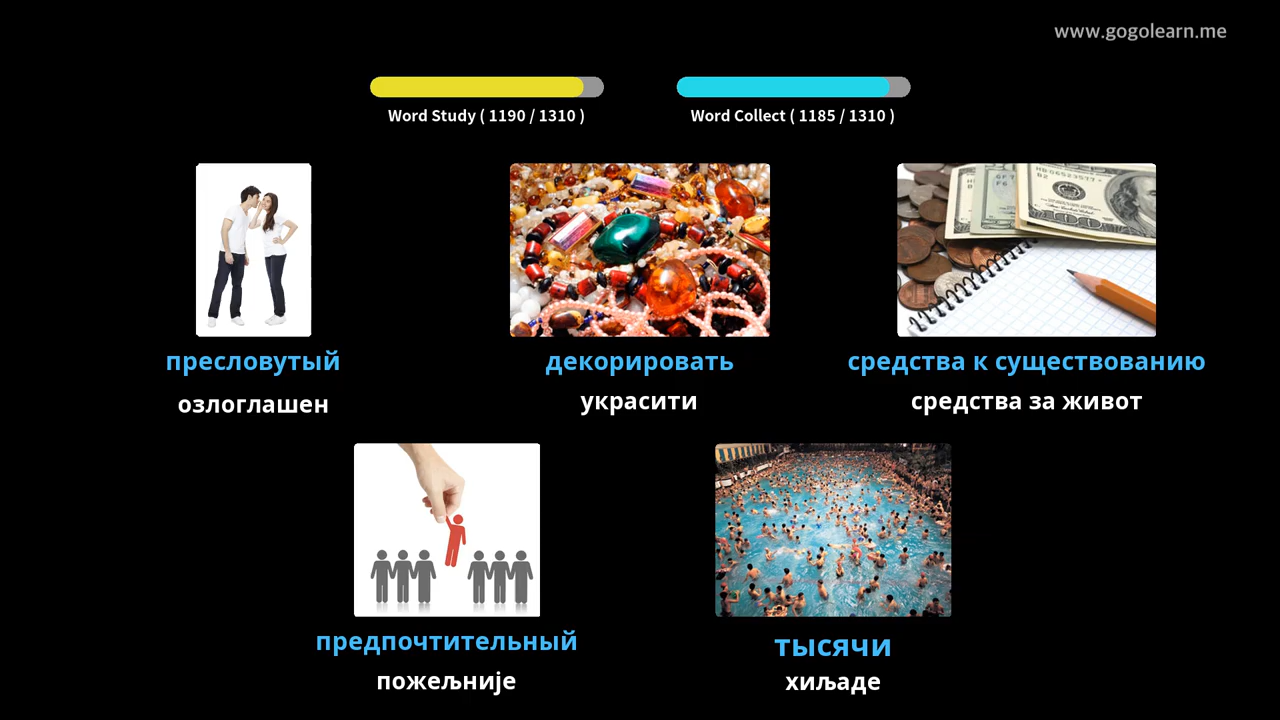 www.gogolearn.me
Word Study ( 1190 / 1310 )
Word Collect ( 1185 / 1310 )
пресловутый
озлоглашен
декорировать
украсити
средства к существованию
средства за живот
предпочтительный
пожељније
тысячи
хиљаде